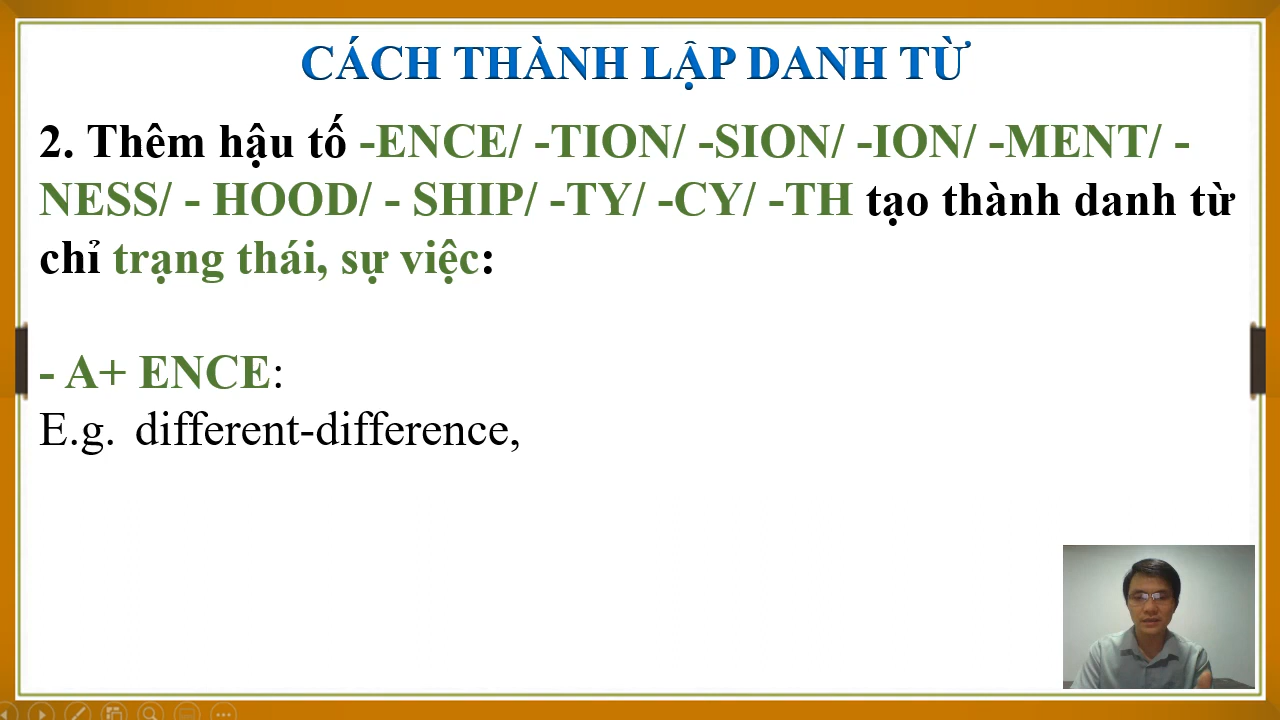 CÁCH THÀNH LẬP DANH TỪ
2. Thêm hậu tố -ENCE/ -TION/ -SION/ -ION/ -MENT/ -
NESS/ - HOOD/ - SHIP/ -TY/ -CY/ -TH tạo thành danh từ
chỉ trạng thái, sự việc:
- A+ ENCE:
E.g. different-difference,